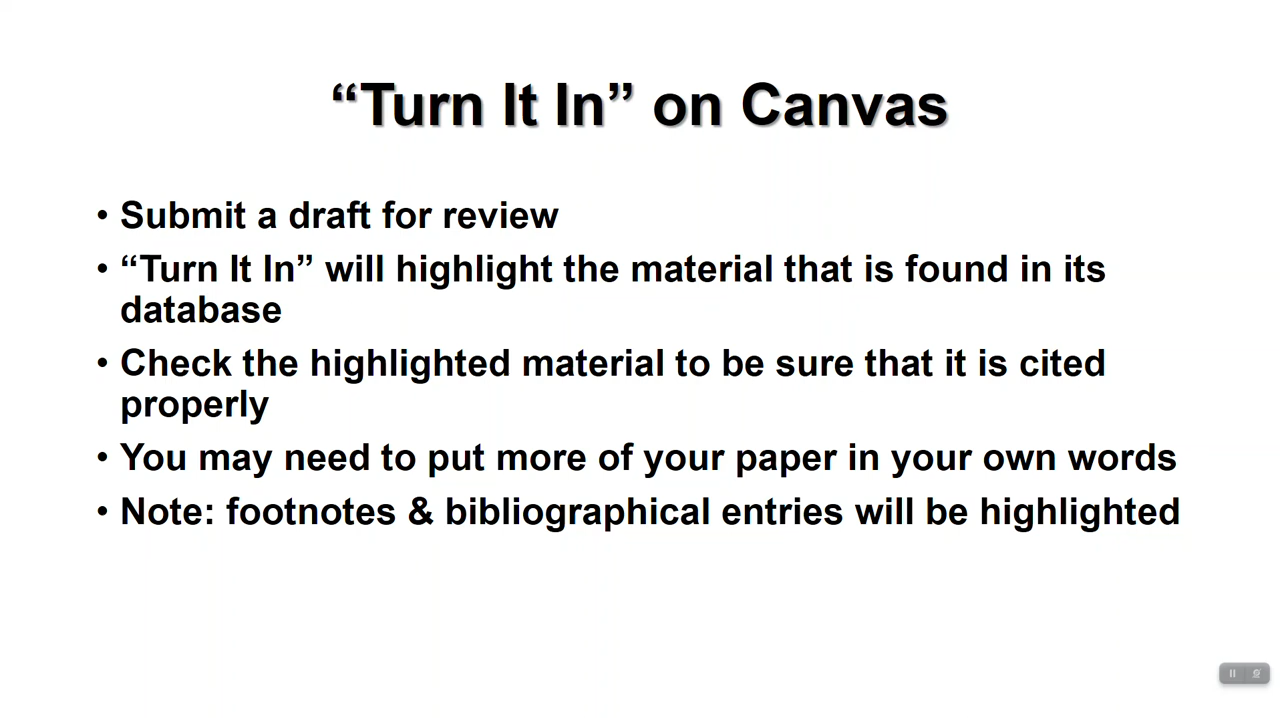 “Turn It In” on Canvas
• Submit a draft for review
• “Turn It In” will highlight the material that is found in its
database
• Check the highlighted material to be sure that it is cited
properly
• You may need to put more of your paper in your own words
• Note: footnotes & bibliographical entries will be highlighted